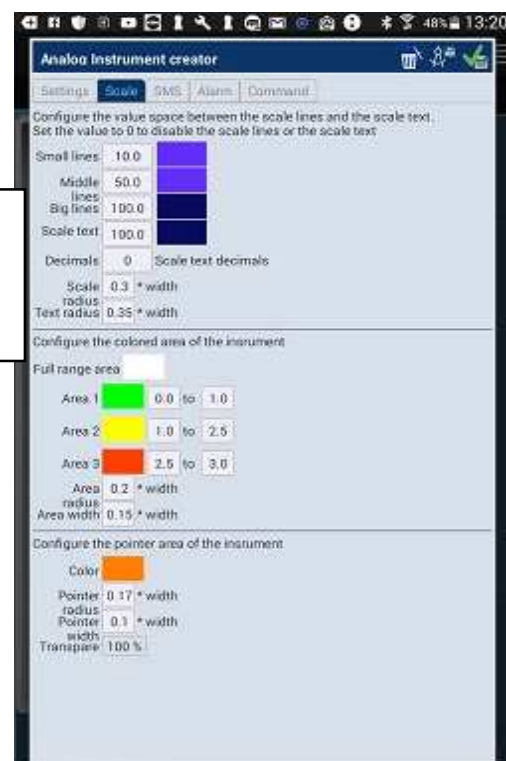 48% 13:20
Analog Instrument creator
Settings Scale SMS Alarm Command
Configure the value space between the scale lines and the scale text.
Set the value to 0 to disable the scale lines or the scale text
Small lines 10.0
Middle lines 50.0
Big lines 100.0
Scale text 100.0
Decimals 0 Scale text decimals
Scale radius 0.3 * width
Text radius 0.35 * width
Configure the colored area of the insrument
Full range area
Area 1 0.0 to 1.0
Area 2 1.0 to 2.5
Area 3 2.5 to 3.0
Area radius 0.2 * width
Area width 0.15 * width
Configure the pointer area of the insrument
Color
Pointer radius 0.17 * width
Pointer width 0.1 * width
Transpare 100 %